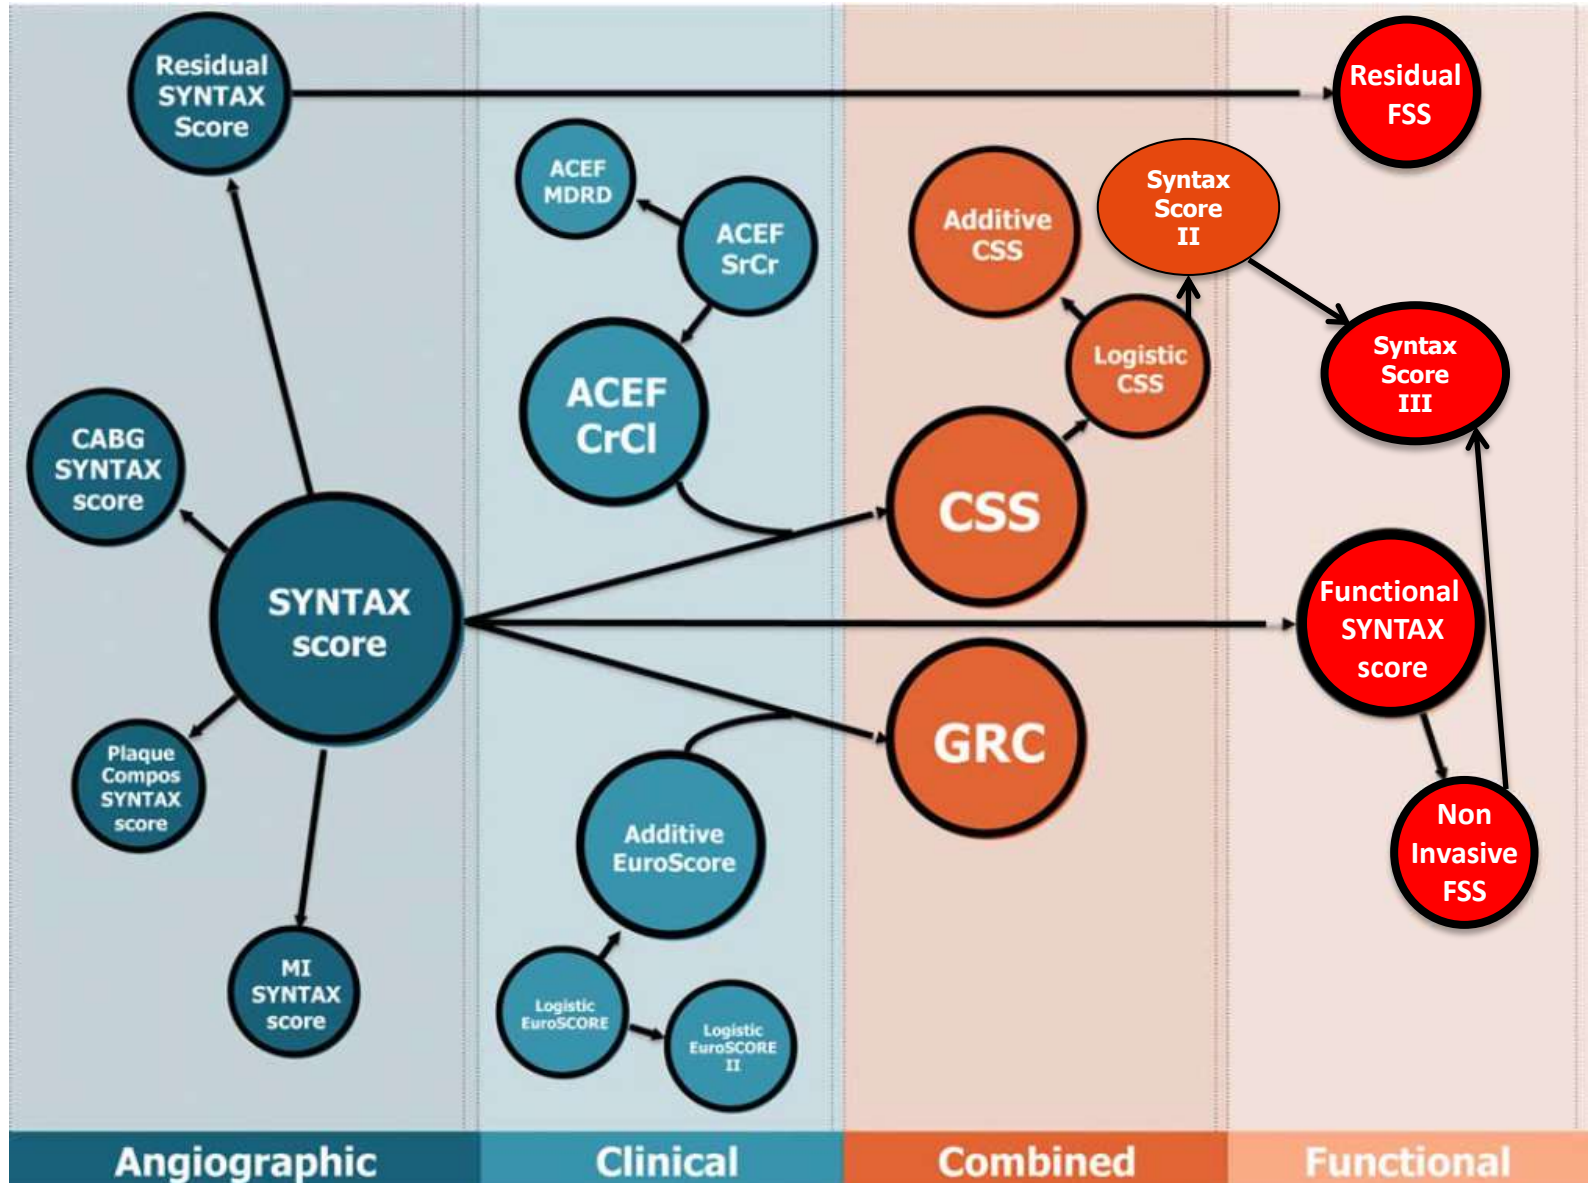 Residual
SYNTAX
Score
CABG
SYNTAX
score
SYNTAX
score
Plaque
Compos
SYNTAX
score
MI
SYNTAX
score
ACEF
MDRD
ACEF
SrCr
ACEF
CrCl
Additive
EuroScore
Logistic
EuroSCORE
Logistic
EuroSCORE
II
Additive
CSS
Syntax
Score
II
Logistic
CSS
CSS
GRC
Residual
FSS
Syntax
Score
III
Functional
SYNTAX
score
Non
Invasive
FSS
Angiographic
Clinical
Combined
Functional